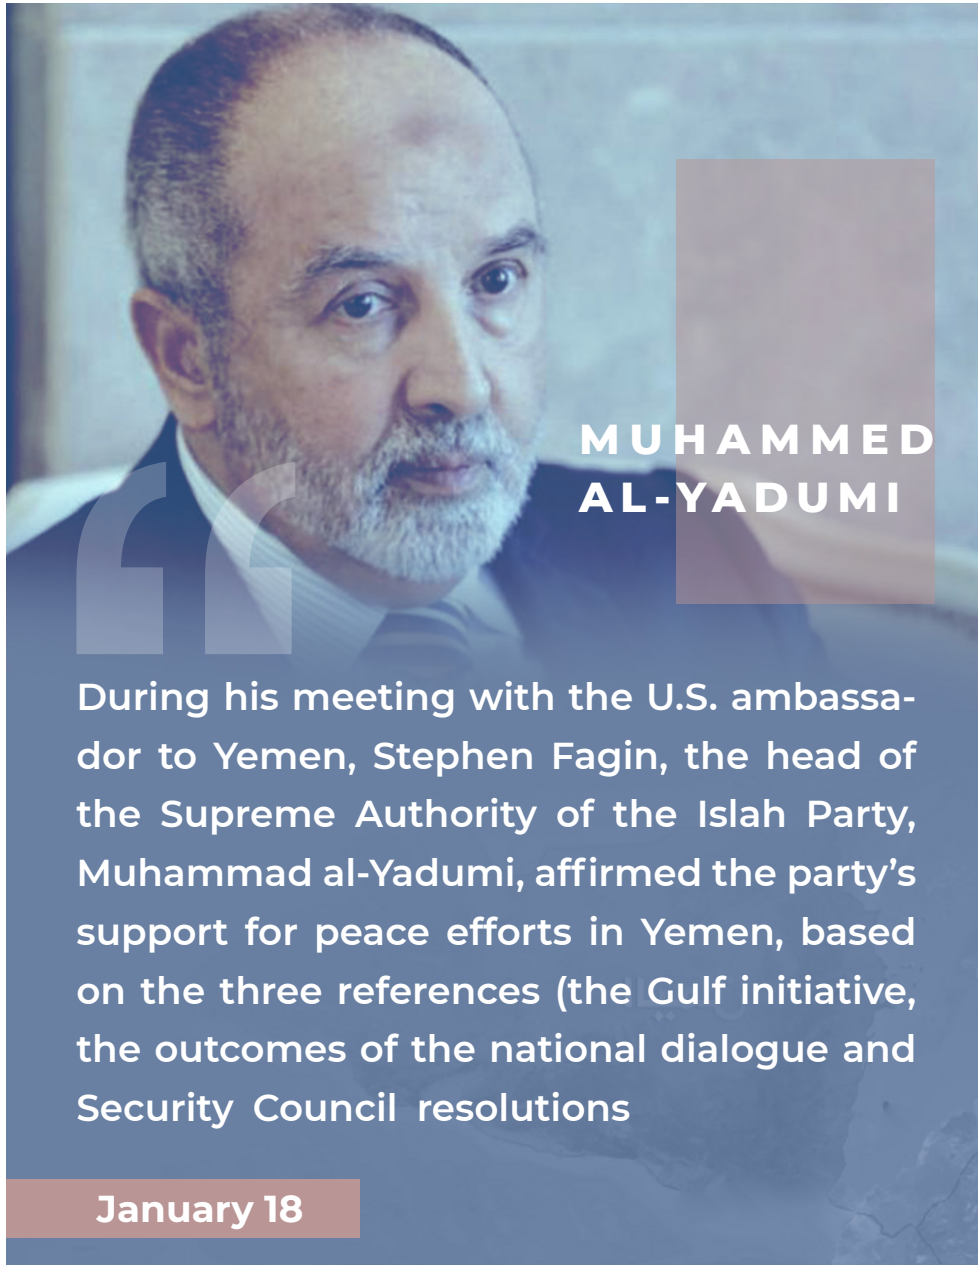 MUHAMMED
AL-YADUMI
“
During his meeting with the U.S. ambassa-
dor to Yemen, Stephen Fagin, the head of
the Supreme Authority of the Islah Party,
Muhammad al-Yadumi, affirmed the party’s
support for peace efforts in Yemen, based
on the three references (the Gulf initiative,
the outcomes of the national dialogue and
Security Council resolutions
January 18